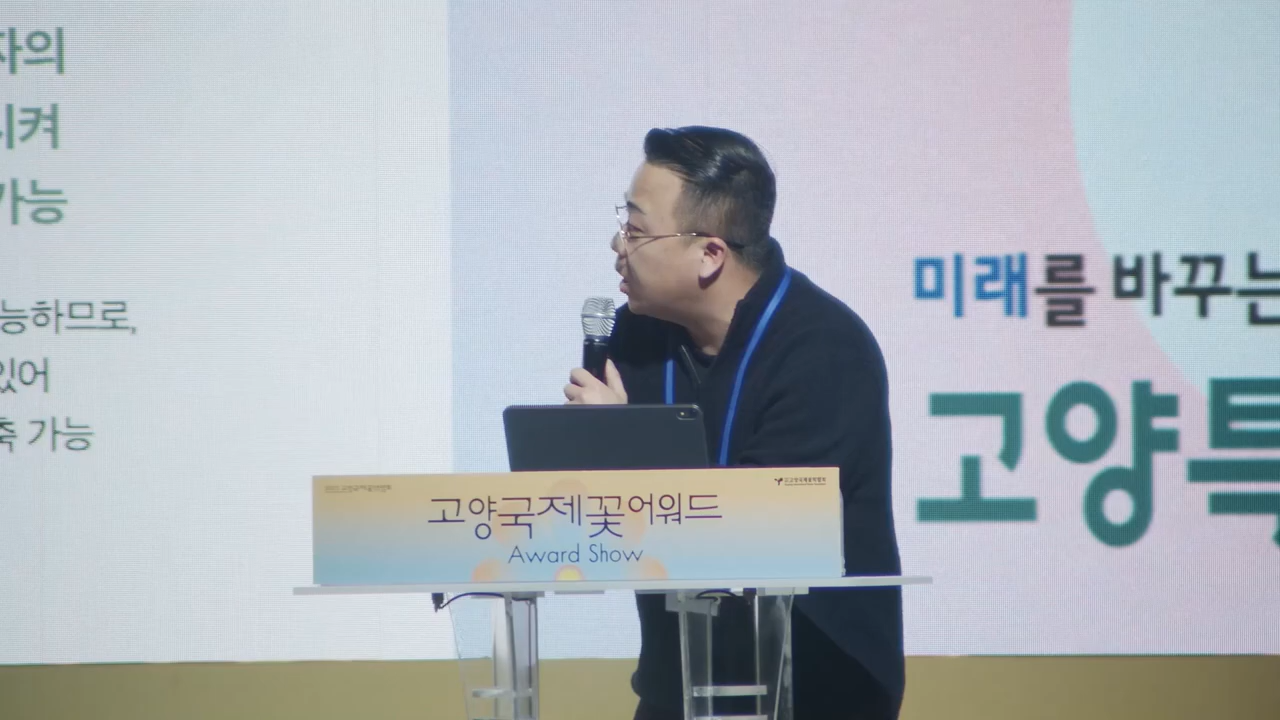 자의
시켜
가능
능하므로,
있어
축 가능
미래를 바꾸는
고양특
고양국제꽃어워드
Award Show